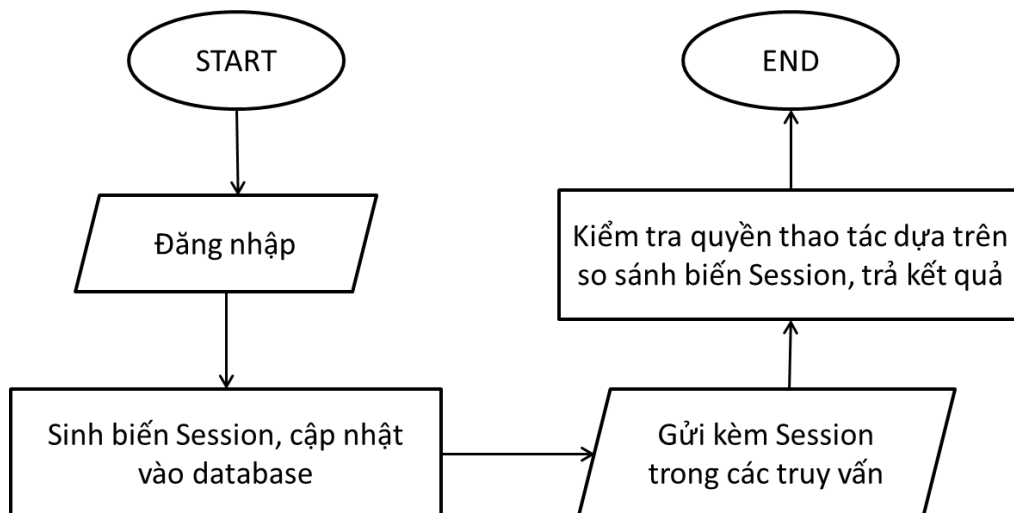 START
Đăng nhập
Sinh biến Session, cập nhật
vào database
Gửi kèm Session
trong các truy vấn
Kiểm tra quyền thao tác dựa trên
so sánh biến Session, trả kết quả
END